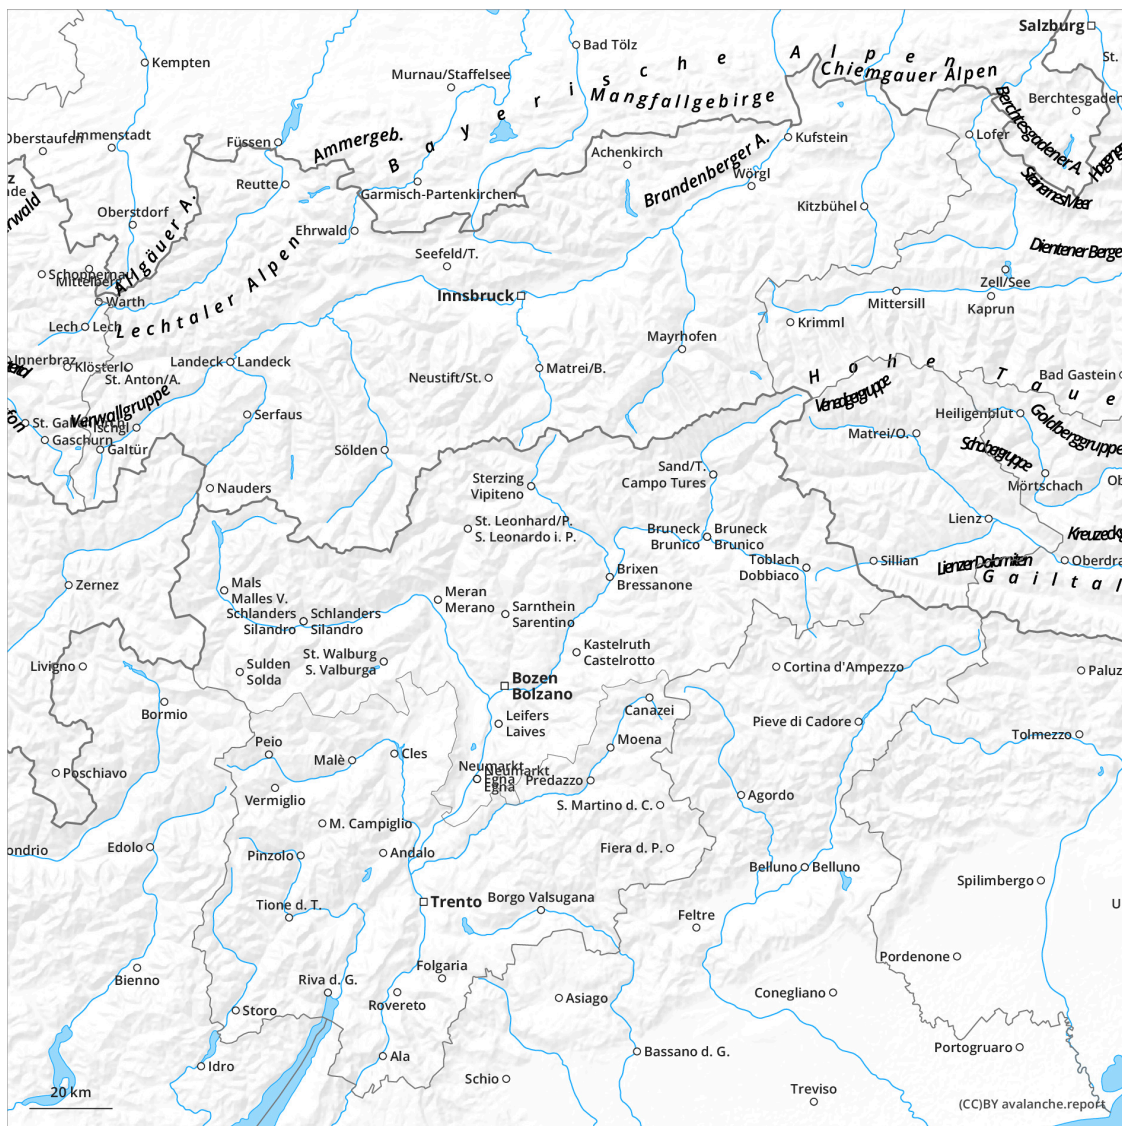 Salzburg
St.
Kempten
Bad Tölz
Bayerische Alpen
Chiemgauer Alpen
Murnau/Staffelsee
Mangfallgebirge
Berchtesgaden
Berchtesgadener A.
Oberstaufen
Immenstadt
Füssen
Ammergeb.
Achenkirch
Brandenberger A.
Kufstein
Lofer
Steinernes Meer
Reutte
Garmisch-Partenkirchen
Wörgl
Oberstdorf
Allgäuer A.
Ehrwald
Kitzbühel
Dientener Berge
Seefeld/T.
Schoppernau
Mittelberg
Warth
Innsbruck
Zell/See
Mittersill
Kaprun
Lechtaler Alpen
Lech
Lech
Krimml
Mayrhofen
Innerbraz
Klösterle
St. Anton/A.
Landeck
Landeck
Matrei/B.
Neustift/St.
Hohe Taue
Bad Gastein
Venedigergruppe
Verwallgruppe
Serfaus
Heiligenblut
Goldberggruppe
Ischgl
Gaschurn
Galtür
Matrei/O.
Schobergruppe
Sölden
Mörtschach
Nauders
Sterzing
Vipiteno
Sand/T.
Campo Tures
St. Leonhard/P.
S. Leonardo i. P.
Bruneck
Brunico
Bruneck
Brunico
Lienz
Toblach
Dobbiaco
Sillian
Lienzer Dolomiten
Oberdra
Gailtal
Zernez
Mals
Malles V.
Brixen
Bressanone
Schlanders
Silandro
Schlanders
Silandro
Meran
Merano
Sarnthein
Sarentino
Livigno
Sulden
Solda
St. Walburg
S. Valburga
Kastelruth
Castelrotto
Cortina d'Ampezzo
Paluz
Bozen
Bolzano
Bormio
Leifers
Laives
Canazei
Pieve di Cadore
Tolmezzo
Peio
Malè
Cles
Moena
Poschiavo
Neumarkt
Egna
Neumarkt
Egna
Predazzo
Vermiglio
S. Martino d. C.
Agordo
M. Campiglio
Edolo
ondrio
Pinzolo
Andalo
Fiera d. P.
Belluno
Belluno
Spilimbergo
Tione d. T.
Trento
Borgo Valsugana
Feltre
Pordenone
Bienno
Folgaria
Riva d. G.
Rovereto
Asiago
Conegliano
Storo
Idro
Ala
Bassano d. G.
Portogruaro
Schio
Treviso
20 km
(CC)BY avalanche.report